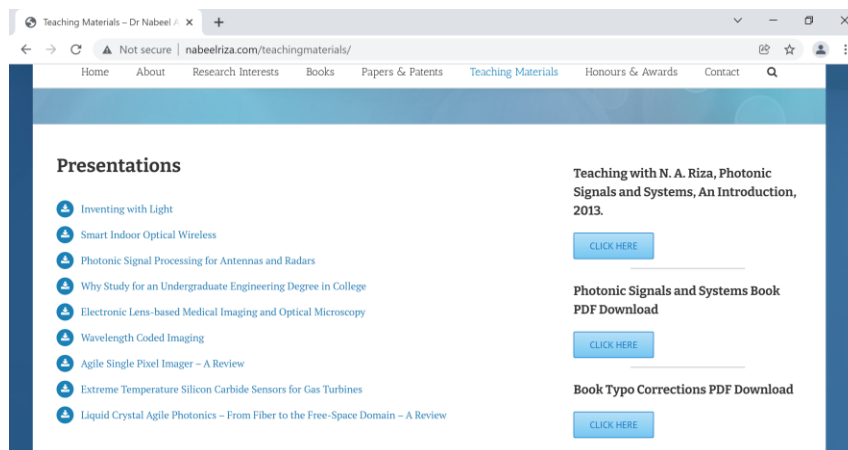 Teaching Materials – Dr Nabeel A
Not secure | nabeelriza.com/teachingmaterials/
Home About Research Interests Books Papers & Patents Teaching Materials Honours & Awards Contact
Presentations
Inventing with Light
Smart Indoor Optical Wireless
Photonic Signal Processing for Antennas and Radars
Why Study for an Undergraduate Engineering Degree in College
Electronic Lens-based Medical Imaging and Optical Microscopy
Wavelength Coded Imaging
Agile Single Pixel Imager – A Review
Extreme Temperature Silicon Carbide Sensors for Gas Turbines
Liquid Crystal Agile Photonics – From Fiber to the Free-Space Domain – A Review
Teaching with N. A. Riza, Photonic
Signals and Systems, An Introduction,
2013.
CLICK HERE
Photonic Signals and Systems Book
PDF Download
CLICK HERE
Book Typo Corrections PDF Download
CLICK HERE